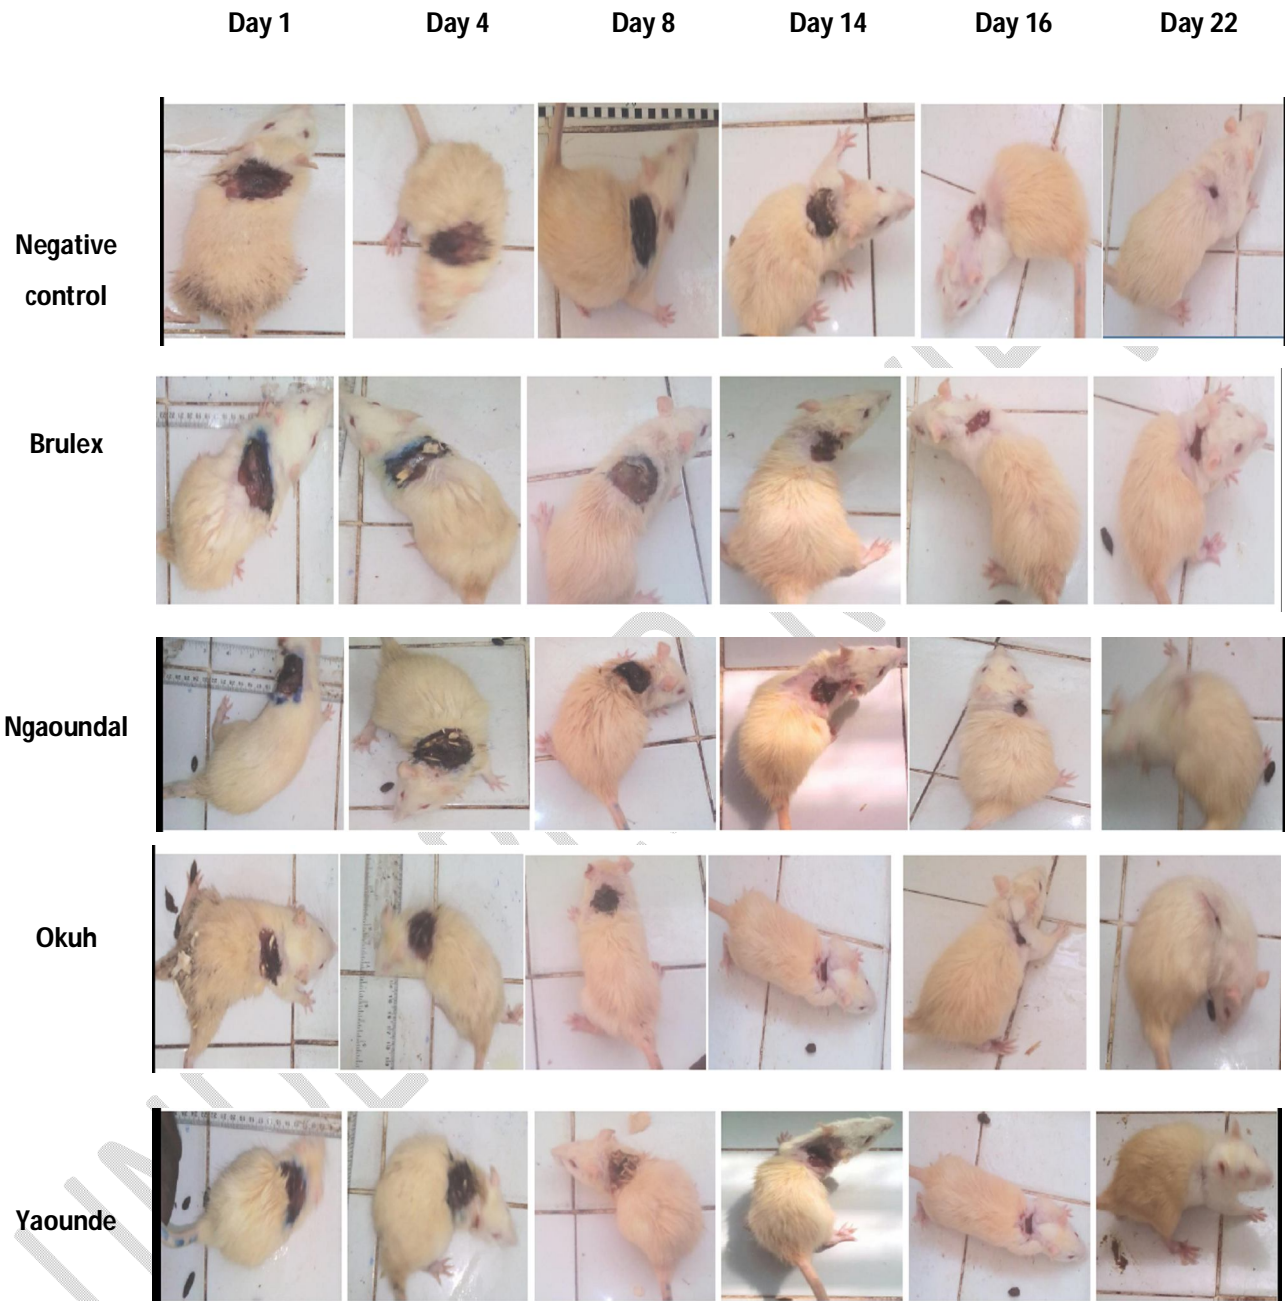 Day 1 Day 4 Day 8 Day 14 Day 16 Day 22
Negative
control
Brulex
Ngaoundal
Okuh
Yaounde